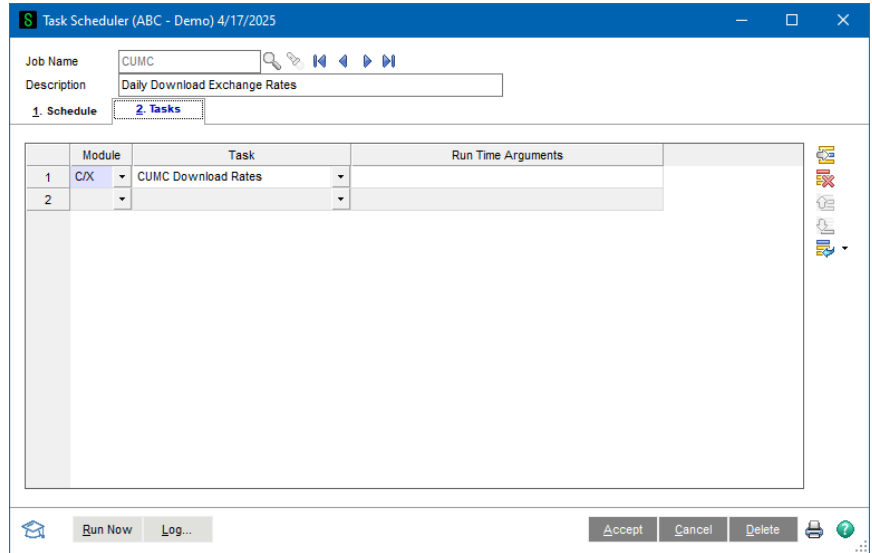 S Task Scheduler (ABC - Demo) 4/17/2025
Job Name CUMC
Description Daily Download Exchange Rates
1. Schedule 2. Tasks
Module Task Run Time Arguments
1 C/X CUMC Download Rates
2
Run Now Log... Accept Cancel Delete ?